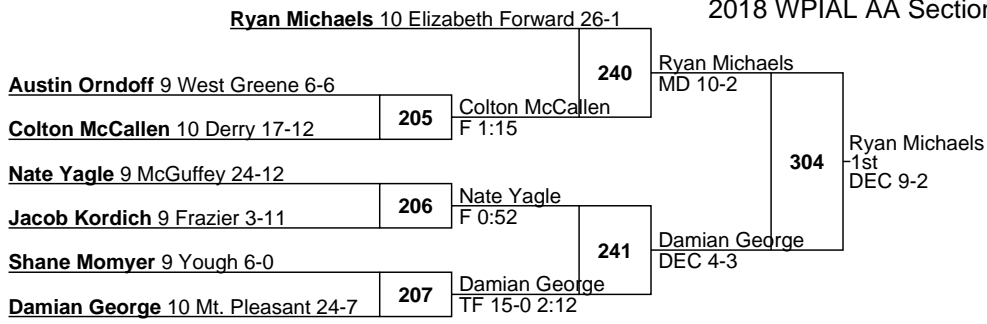 2018 WPIAL AA Section
Ryan Michaels 10 Elizabeth Forward 26-1
240
Ryan Michaels
MD 10-2
Austin Orndoff 9 West Greene 6-6
205
Colton McCallen
F 1:15
Colton McCallen 10 Derry 17-12
304
Ryan Michaels
1st
DEC 9-2
Nate Yagle 9 McGuffey 24-12
206
Nate Yagle
F 0:52
Jacob Kordich 9 Frazier 3-11
241
Damian George
DEC 4-3
Shane Momyer 9 Yough 6-0
207
Damian George
TF 15-0 2:12
Damian George 10 Mt. Pleasant 24-7